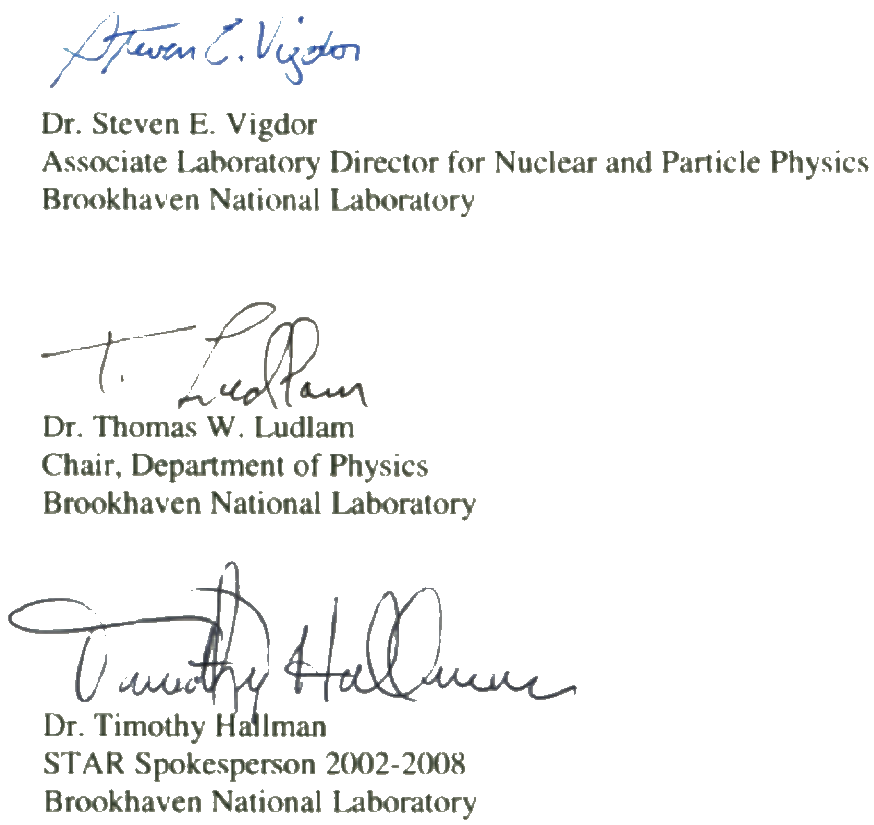 Steven E. Vigdor
Dr. Steven E. Vigdor
Associate Laboratory Director for Nuclear and Particle Physics
Brookhaven National Laboratory
T. Ludlam
Dr. Thomas W. Ludlam
Chair, Department of Physics
Brookhaven National Laboratory
Timothy Hallman
Dr. Timothy Hallman
STAR Spokesperson 2002-2008
Brookhaven National Laboratory